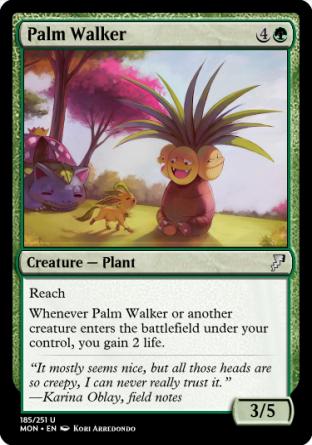 Palm Walker 4
Creature — Plant
Reach
Whenever Palm Walker or another
creature enters the battlefield under your
control, you gain 2 life.
“It mostly seems nice, but all those heads are
so creepy, I can never really trust it.”
—Karina Oblay, field notes
3/5
185/251 U
MON • EN Kori Arredondo